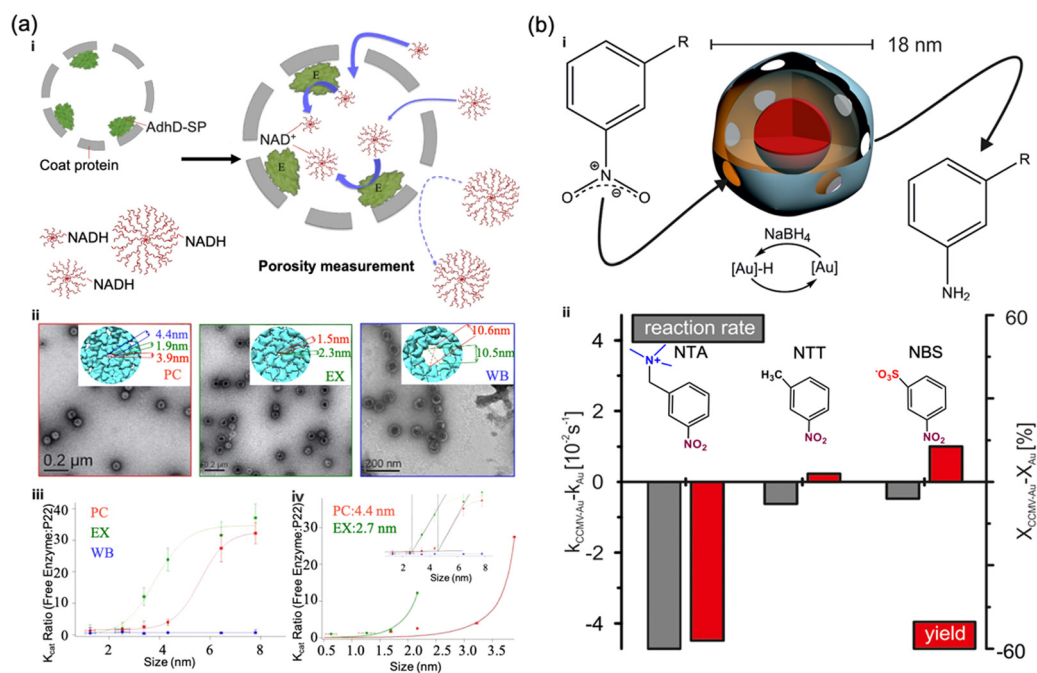 (a)
i
AdhD-SP
Coat protein
E
NAD+
E
E
NADH
NADH
NADH
Porosity measurement
ii
4.4nm
1.9nm
3.9nm
PC
0.2 µm
1.5nm
2.3nm
EX
0.2 µm
10.6nm
10.5nm
WB
200 nm
iii
PC
EX
WB
Kcat Ratio (Free Enzyme:P22)
40
30
20
10
0
2 4 6 8
Size (nm)
iv
PC:4.4 nm
EX:2.7 nm
Kcat Ratio (Free Enzyme:P22)
30
20
10
0
2 4 6 8
Size (nm)
0.5 1.0 1.5 2.0 2.5 3.0 3.5
Size (nm)
(b)
i
R
18 nm
N
⊕
⊖
O O
NaBH4
[Au]-H [Au]
R
NH2
ii
reaction rate
NTA
NTT
NBS
N+
H3C
-O3S
NO2
NO2
NO2
kCCMV-Au-kAu [10-2s-1]
4
2
0
-2
-4
60
-60
XCCMV-Au-XAu [%]
yield